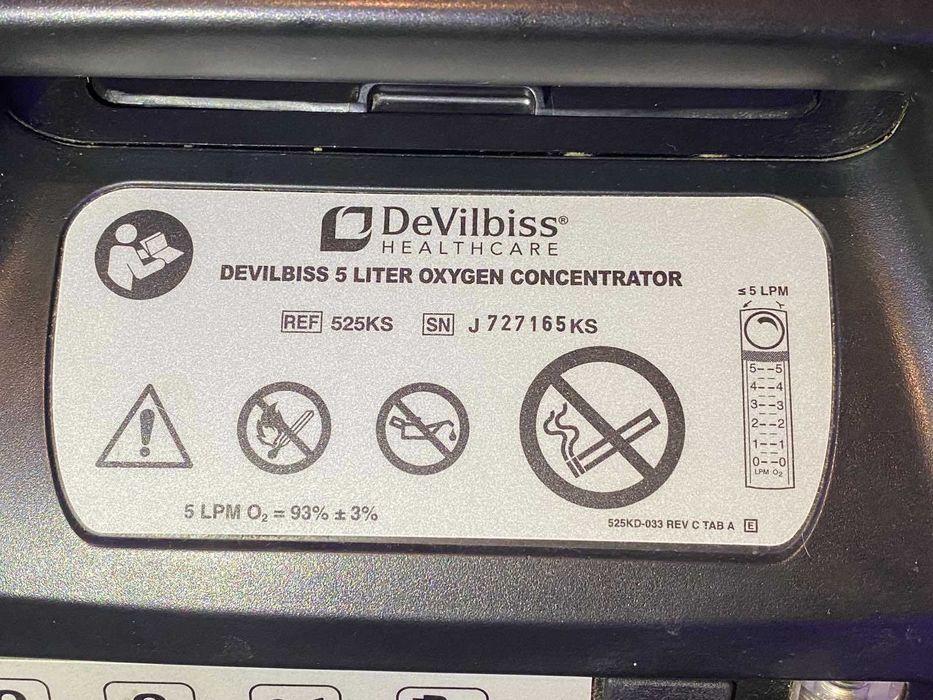 DeVilbiss®
HEALTHCARE
DEVILBISS 5 LITER OXYGEN CONCENTRATOR
REF 525KS SN J 727165KS
≤ 5 LPM
5--5
4--4
3--3
2--2
1--1
0--0
LPM O₂
5 LPM O₂ = 93% ± 3%
525KD-033 REV C TAB A E